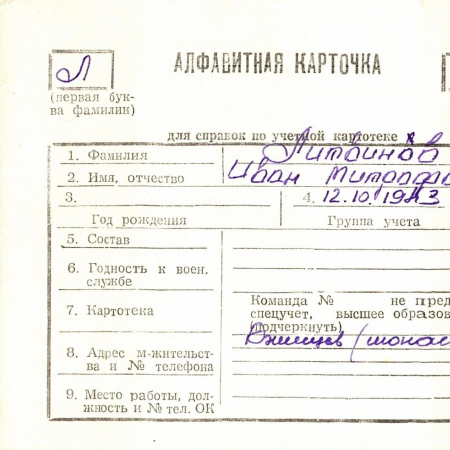 Л
АЛФАВИТНАЯ КАРТОЧКА
(первая бук-
ва фамилии)
для справок по учетной картотеке
1. Фамилия Литвинов
2. Имя, отчество Иван
3. 4. 12.10.1923
Год рождения Группа учета
5. Состав
6. Годность к воен.
службе
Команда № не пред
7. Картотека спецучет, высшее образов
(подчеркнуть)
8. Адрес м-жительст-
ва и № телефона
9. Место работы, дол-
жность и № тел. ОК